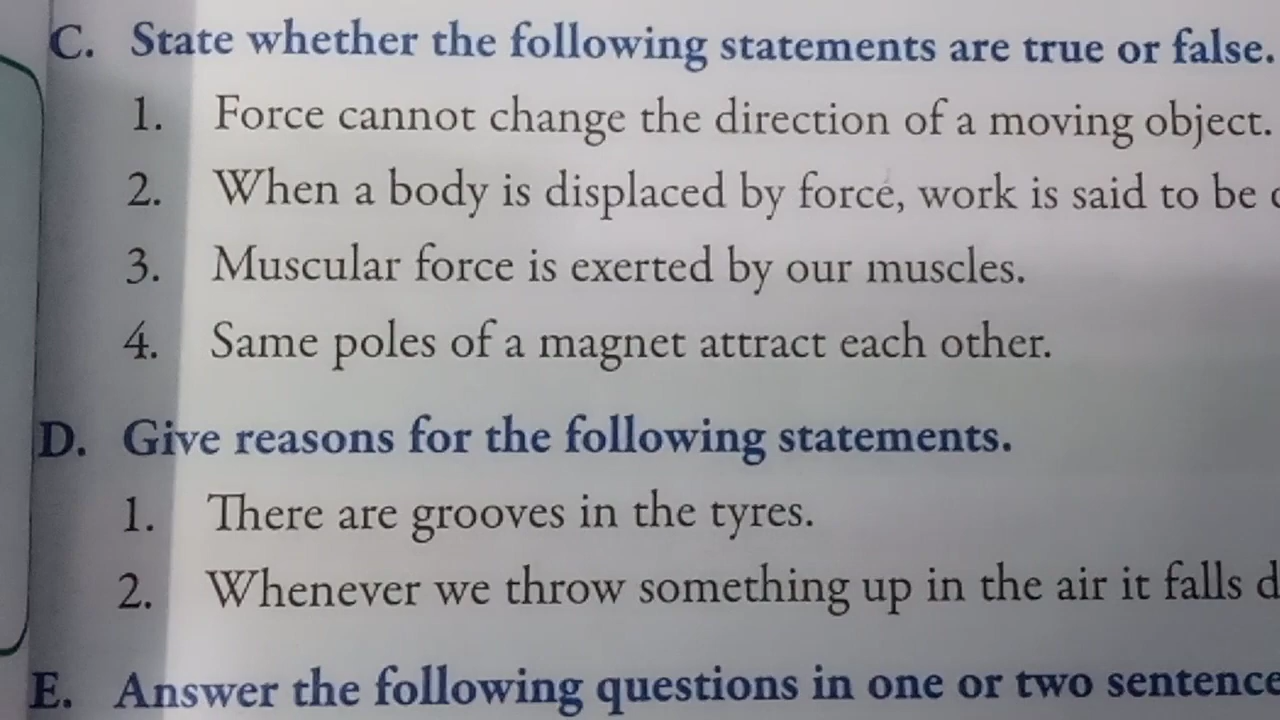 C. State whether the following statements are true or false.
1. Force cannot change the direction of a moving object.
2. When a body is displaced by force, work is said to be
3. Muscular force is exerted by our muscles.
4. Same poles of a magnet attract each other.
D. Give reasons for the following statements.
1. There are grooves in the tyres.
2. Whenever we throw something up in the air it falls
E. Answer the following questions in one or two sentence